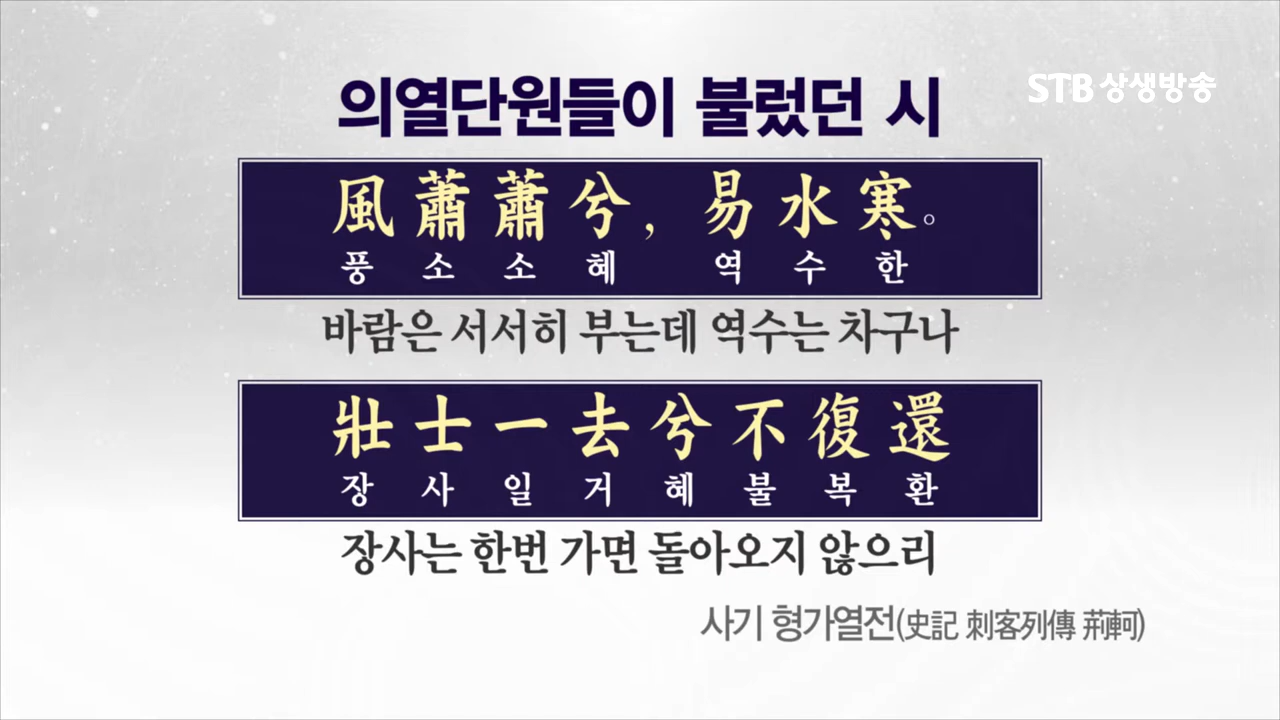 의열단원들이 불렀던 시
STB 상생방송
風蕭蕭兮, 易水寒。
풍소소혜 역수한
바람은 서서히 부는데 역수는 차구나
壯士一去兮不復還
장사일거혜불복환
장사는 한번 가면 돌아오지 않으리
사기 형가열전(史記 刺客列傳 荊軻)